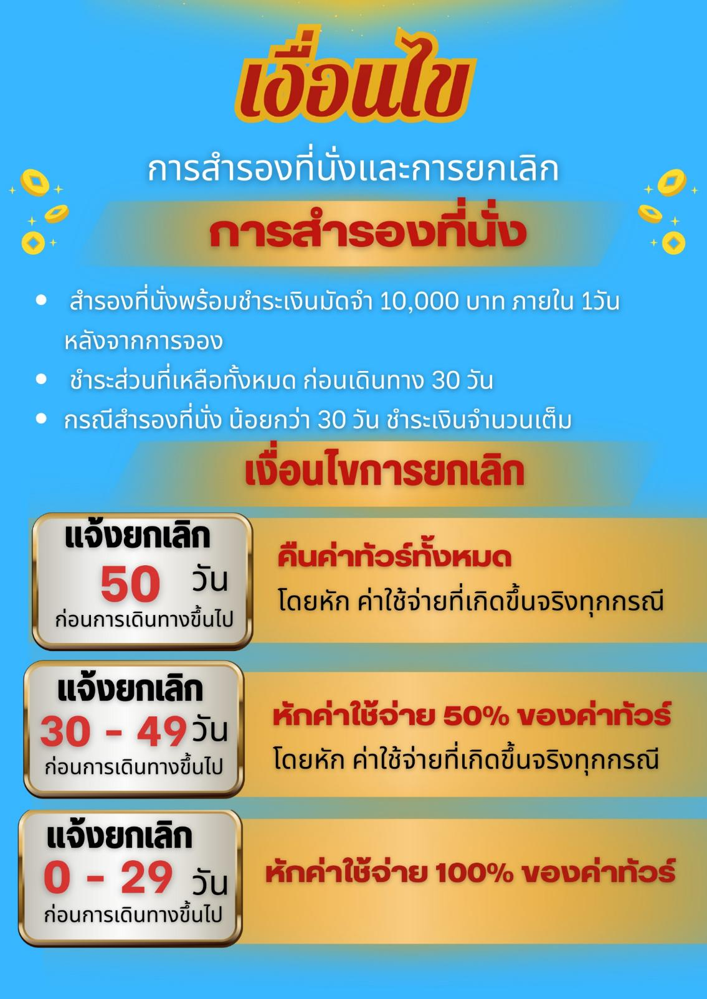 เงื่อนไข
การสำรองที่นั่งและการยกเลิก
การสำรองที่นั่ง
• สำรองที่นั่งพร้อมชำระเงินมัดจำ 10,000 บาท ภายใน 1วัน
หลังจากการจอง
• ชำระส่วนที่เหลือทั้งหมด ก่อนเดินทาง 30 วัน
• กรณีสำรองที่นั่ง น้อยกว่า 30 วัน ชำระเงินจำนวนเต็ม
เงื่อนไขการยกเลิก
แจ้งยกเลิก
50 วัน
ก่อนการเดินทางขึ้นไป
คืนค่าทัวร์ทั้งหมด
โดยหัก ค่าใช้จ่ายที่เกิดขึ้นจริงทุกกรณี
แจ้งยกเลิก
30 - 49 วัน
ก่อนการเดินทางขึ้นไป
หักค่าใช้จ่าย 50% ของค่าทัวร์
โดยหัก ค่าใช้จ่ายที่เกิดขึ้นจริงทุกกรณี
แจ้งยกเลิก
0 - 29 วัน
ก่อนการเดินทางขึ้นไป
หักค่าใช้จ่าย 100% ของค่าทัวร์